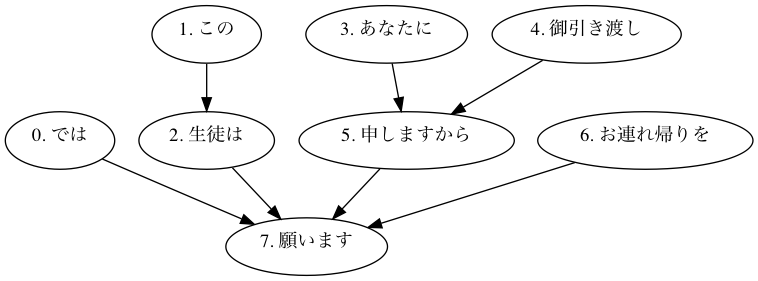 1. この
3. あなたに
4. 御引き渡し
0. では
2. 生徒は
5. 申しますから
6. お連れ帰りを
7. 願います